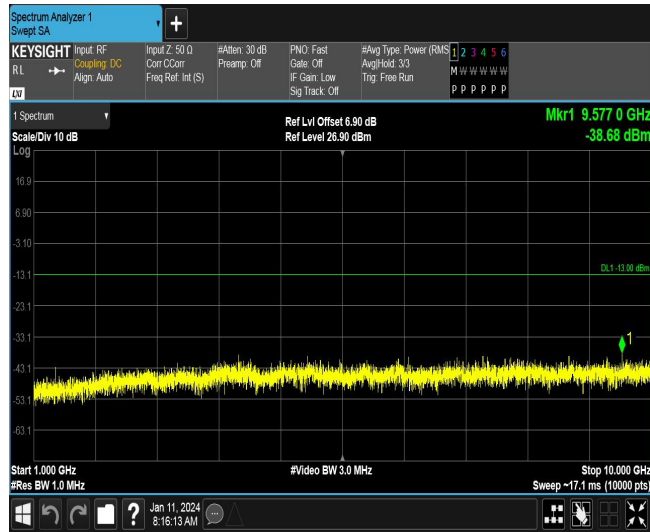 Spectrum Analyzer 1
Swept SA
+
KEYSIGHT Input: RF Input Z: 50 Ω #Atten: 30 dB PNO: Fast #Avg Type: Power (RMS 1 2 3 4 5 6
RL Coupling: DC Corr CCorr Preamp: Off Gate: Off Avg|Hold: 3/3 M W W W W W
Align: Auto Freq Ref: Int (S) IF Gain: Low Trig: Free Run
LXI Sig Track: Off P P P P P P
1 Spectrum Ref Lvl Offset 6.90 dB Mkr1 9.577 0 GHz
Scale/Div 10 dB Ref Level 26.90 dBm -38.68 dBm
Log
16.9
6.90
-3.10
-13.1 DL1 -13.00 dBm
-23.1
-33.1 1
-43.1
-53.1
-63.1
Start 1.000 GHz #Video BW 3.0 MHz Stop 10.000 GHz
#Res BW 1.0 MHz Sweep ~17.1 ms (10000 pts)
? Jan 11, 2024
8:16:13 AM